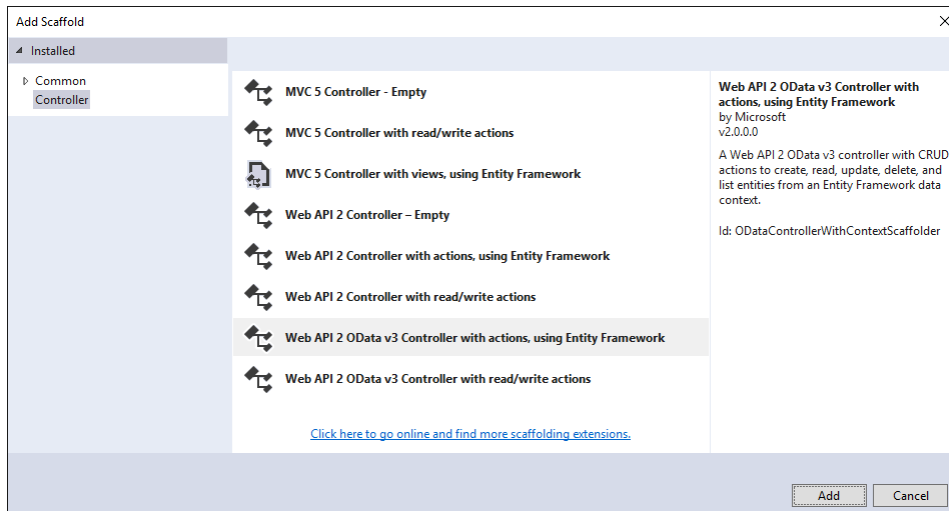 Add Scaffold
Installed
Common
Controller
MVC 5 Controller - Empty
MVC 5 Controller with read/write actions
MVC 5 Controller with views, using Entity Framework
Web API 2 Controller – Empty
Web API 2 Controller with actions, using Entity Framework
Web API 2 Controller with read/write actions
Web API 2 OData v3 Controller with actions, using Entity Framework
Web API 2 OData v3 Controller with read/write actions
Click here to go online and find more scaffolding extensions.
Web API 2 OData v3 Controller with
actions, using Entity Framework
by Microsoft
v2.0.0.0
A Web API 2 OData v3 controller with CRUD
actions to create, read, update, delete, and
list entities from an Entity Framework data
context.
Id: ODataControllerWithContextScaffolder
Add
Cancel